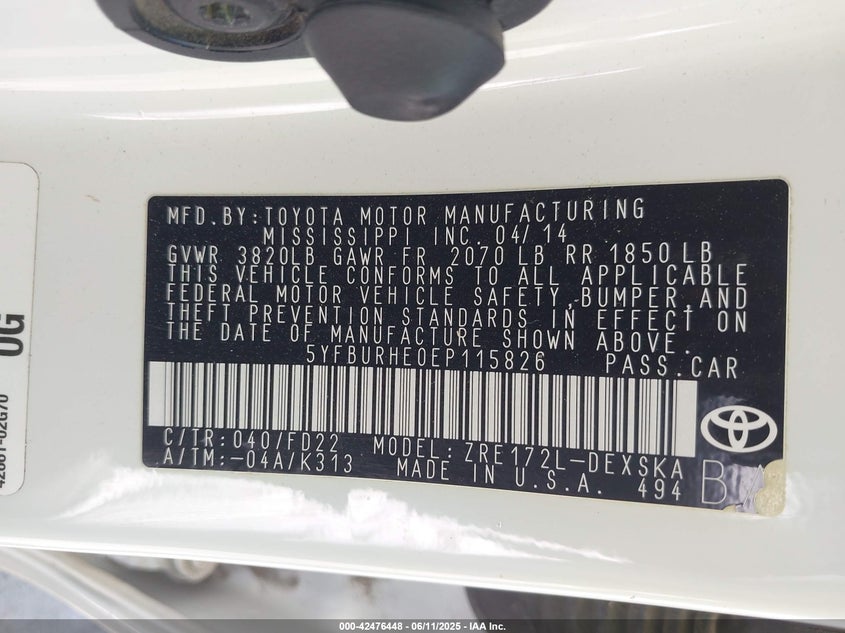 MFD.BY:TOYOTA MOTOR MANUFACTURING
MISSISSIPPI INC. 04/14
GVWR 3820LB GAWR FR 2070 LB RR 1850 LB
THIS VEHICLE CONFORMS TO ALL APPLICABLE
FEDERAL MOTOR VEHICLE SAFETY,BUMPER,AND
THEFT PREVENTION STANDARDS IN EFFECT ON
THE DATE OF MANUFACTURE SHOWN ABOVE.
5YFBURHE0EP115826 PASS.CAR
C/TR:040/FD22 MODEL:ZRE172L-DEXSKA
A/TM:-04A/K313 MADE IN U.S.A. 494 B
0G
42661-02G70
000-42476448 - 06/11/2025 - IAA, Inc.